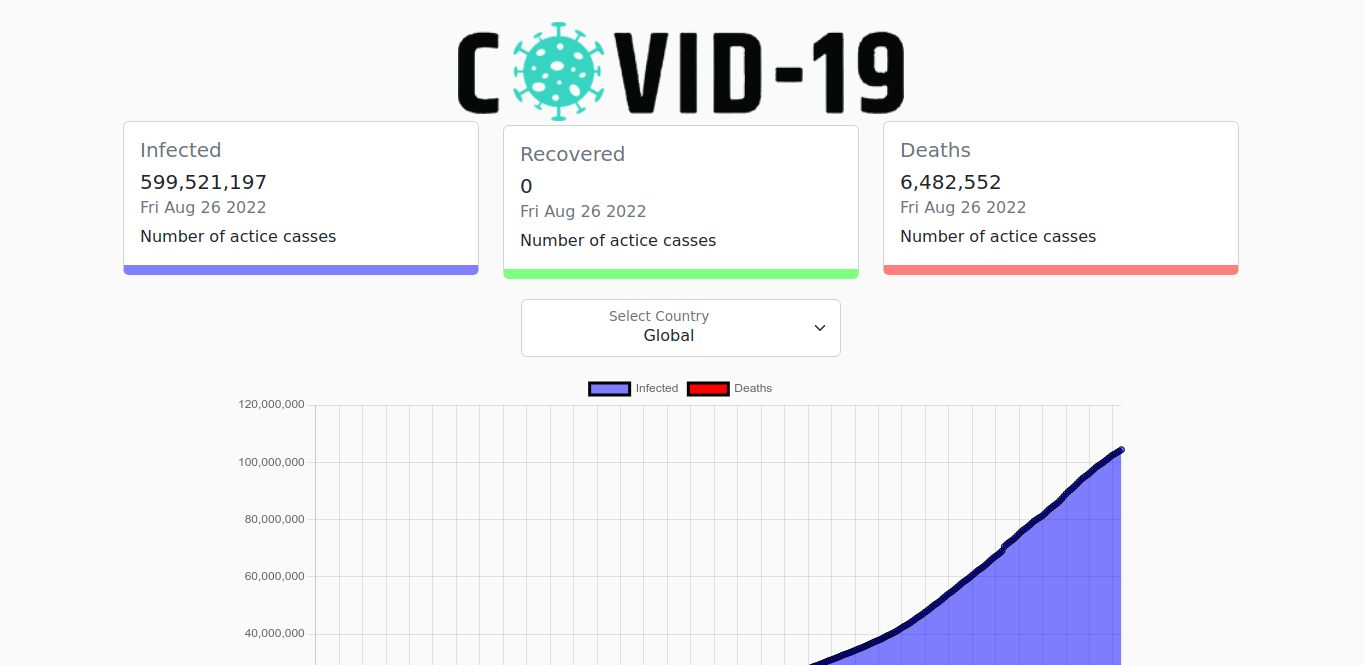 COVID-19
Infected
599,521,197
Fri Aug 26 2022
Number of actice casses
Recovered
0
Fri Aug 26 2022
Number of actice casses
Deaths
6,482,552
Fri Aug 26 2022
Number of actice casses
Select Country
Global
Infected Deaths
120,000,000
100,000,000
80,000,000
60,000,000
40,000,000